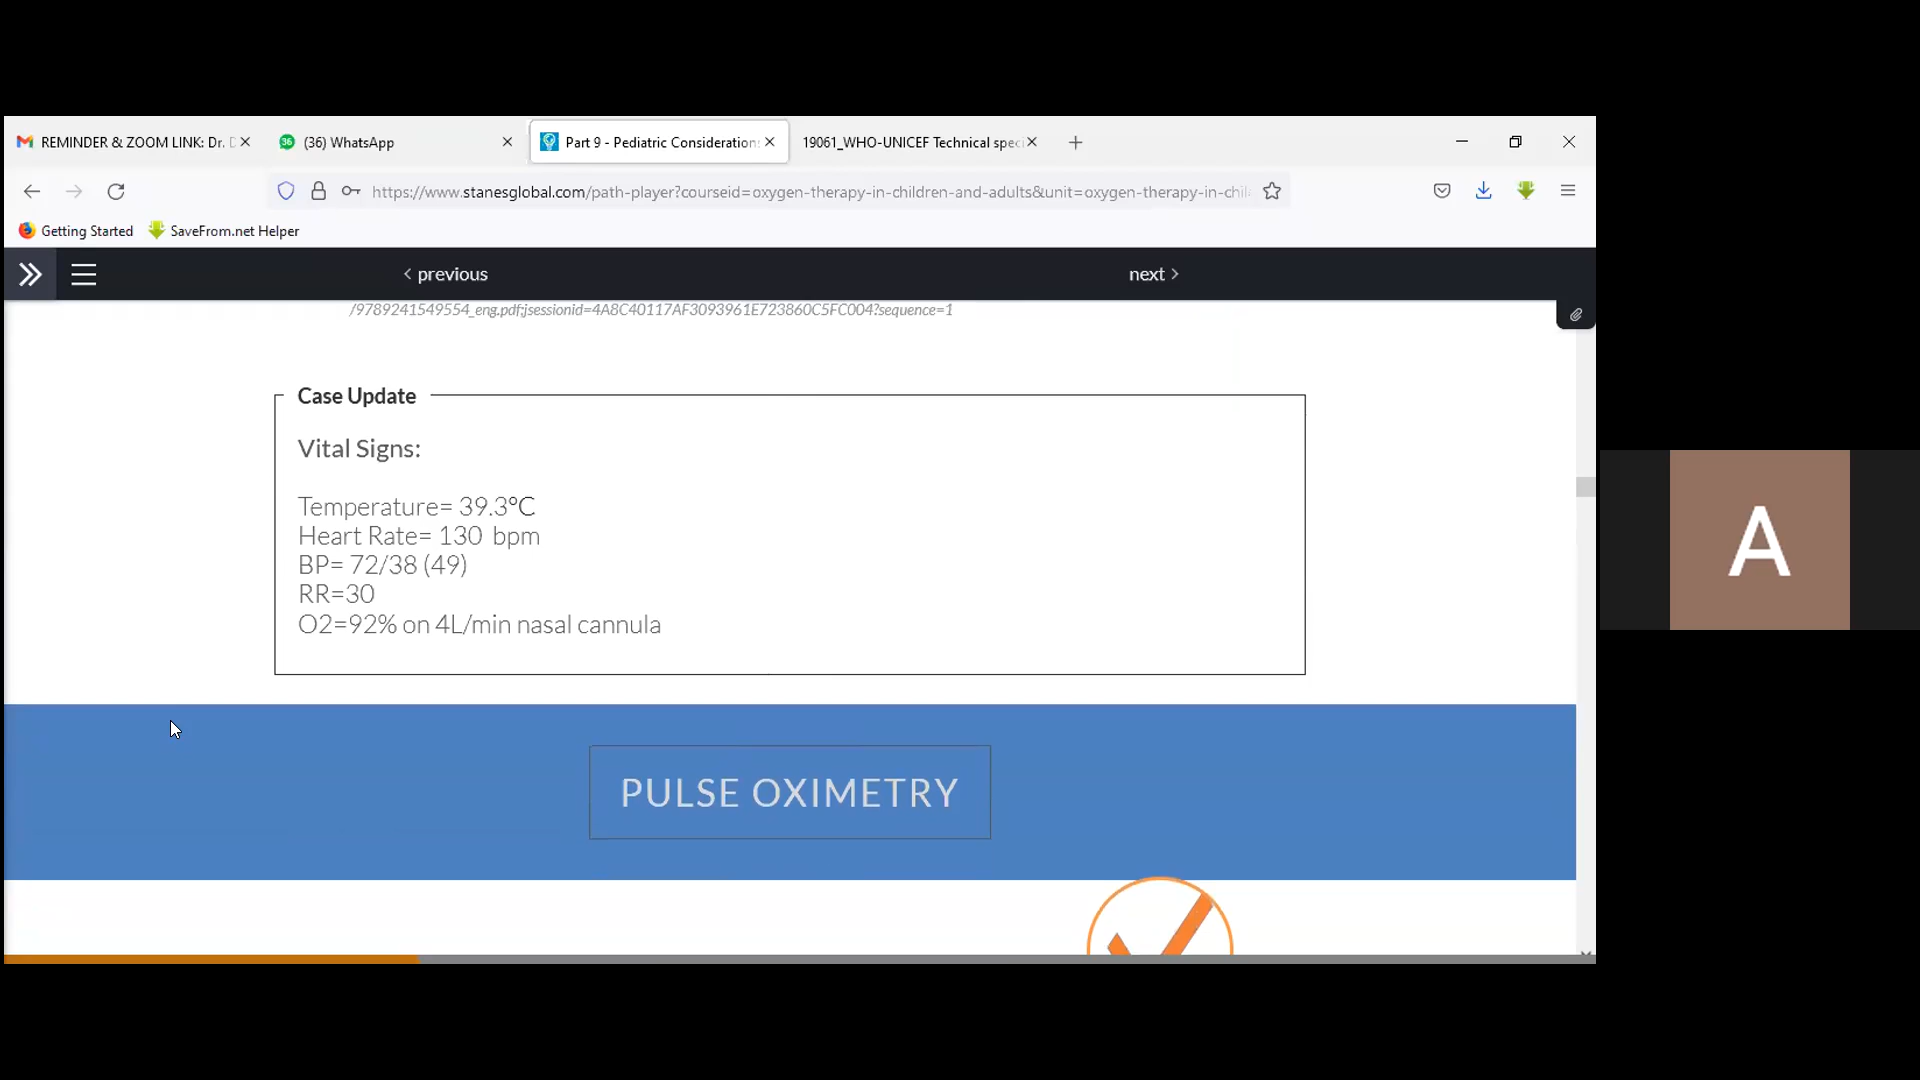 REMINDER & ZOOM LINK: Dr. D
36 (36) WhatsApp
Part 9 - Pediatric Consideration
19061_WHO-UNICEF Technical spec
https://www.stanesglobal.com/path-player?courseid=oxygen-therapy-in-children-and-adults&unit=oxygen-therapy-in-chil
Getting Started
SaveFrom.net Helper
previous
next
/9789241549554_eng.pdf;jsessionid=4A8C40117AF3093961E723860C5FC004?sequence=1
Case Update
Vital Signs:
Temperature= 39.3°C
Heart Rate= 130 bpm
BP= 72/38 (49)
RR=30
O2=92% on 4L/min nasal cannula
A
PULSE OXIMETRY